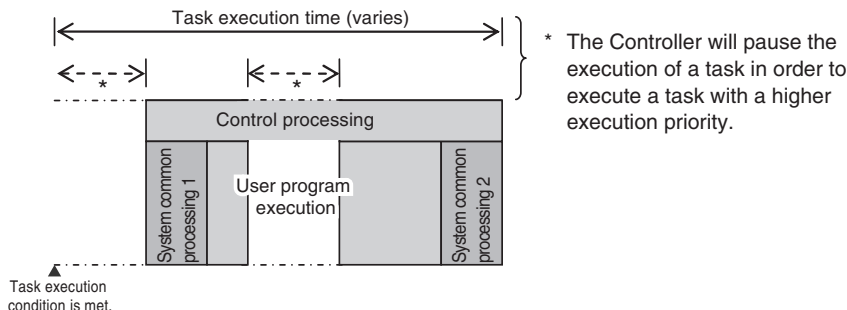 Task execution time (varies)
* The Controller will pause the
execution of a task in order to
execute a task with a higher
execution priority.
*
*
Control processing
System common
processing 1
User program
execution
System common
processing 2
Task execution
condition is met.